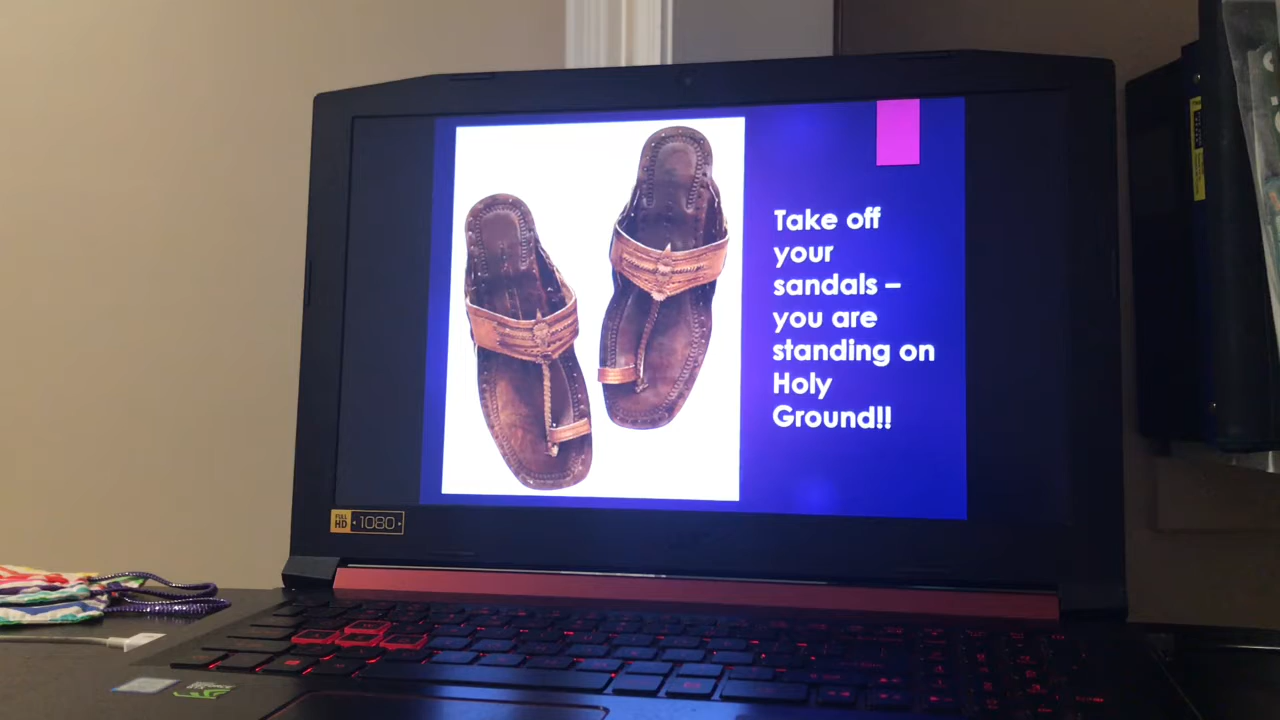 Take off
your
sandals –
you are
standing on
Holy
Ground!!
FULL HD 1080